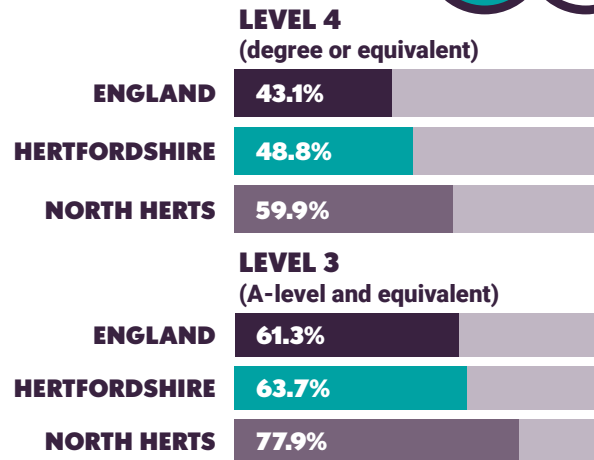 LEVEL 4
(degree or equivalent)
ENGLAND 43.1%
HERTFORDSHIRE 48.8%
NORTH HERTS 59.9%
LEVEL 3
(A-level and equivalent)
ENGLAND 61.3%
HERTFORDSHIRE 63.7%
NORTH HERTS 77.9%